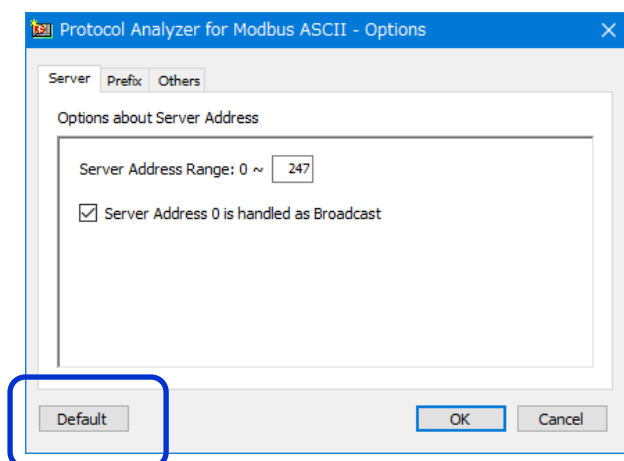 Protocol Analyzer for Modbus ASCII - Options
Server Prefix Others
Options about Server Address
Server Address Range: 0 ~ 247
Server Address 0 is handled as Broadcast
Default OK Cancel